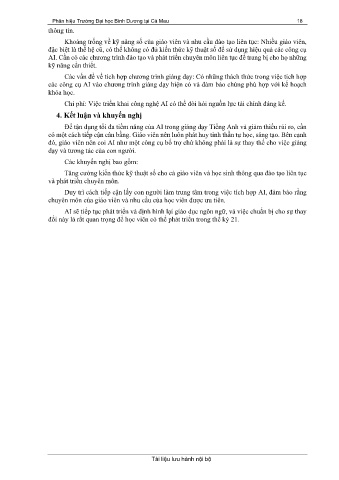 Phân hiệu Trường Đại học Bình Dương tại Cà Mau 18
thông tin.
Khoảng trống về kỹ năng số của giáo viên và nhu cầu đào tạo liên tục: Nhiều giáo viên,
đặc biệt là thế hệ cũ, có thể không có đủ kiến thức kỹ thuật số để sử dụng hiệu quả các công cụ
AI. Cần có các chương trình đào tạo và phát triển chuyên môn liên tục để trang bị cho họ những
kỹ năng cần thiết.
Các vấn đề về tích hợp chương trình giảng dạy: Có những thách thức trong việc tích hợp
các công cụ AI vào chương trình giảng dạy hiện có và đảm bảo chúng phù hợp với kế hoạch
khóa học.
Chi phí: Việc triển khai công nghệ AI có thể đòi hỏi nguồn lực tài chính đáng kể.
4. Kết luận và khuyến nghị
Để tận dụng tối đa tiềm năng của AI trong giảng dạy Tiếng Anh và giảm thiểu rủi ro, cần
có một cách tiếp cận cân bằng. Giáo viên nên luôn phát huy tinh thần tự học, sáng tạo. Bên cạnh
đó, giáo viên nên coi AI như một công cụ bổ trợ chứ không phải là sự thay thế cho việc giảng
dạy và tương tác của con người.
Các khuyến nghị bao gồm:
Tăng cường kiến thức kỹ thuật số cho cả giáo viên và học sinh thông qua đào tạo liên tục
và phát triển chuyên môn.
Duy trì cách tiếp cận lấy con người làm trung tâm trong việc tích hợp AI, đảm bảo rằng
chuyên môn của giáo viên và nhu cầu của học viên được ưu tiên.
AI sẽ tiếp tục phát triển và định hình lại giáo dục ngôn ngữ, và việc chuẩn bị cho sự thay
đổi này là rất quan trọng để học viên có thể phát triển trong thế kỷ 21.
Tài liệu lưu hành nội bộ